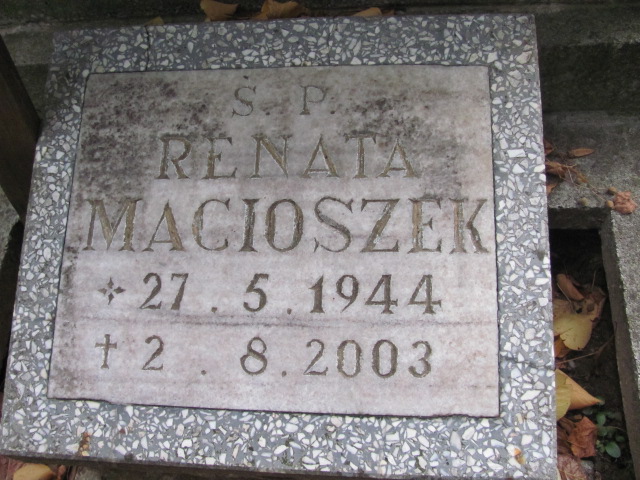 Ś. P.
RENATA
MACIOSZEK
27.5.1944
† 2.8.2003